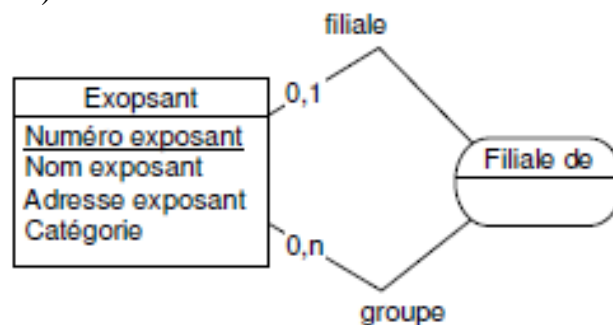 )
filiale
0,1
Exopsant
Numéro exposant
Nom exposant
Adresse exposant
Catégorie
Filiale de
0,n
groupe